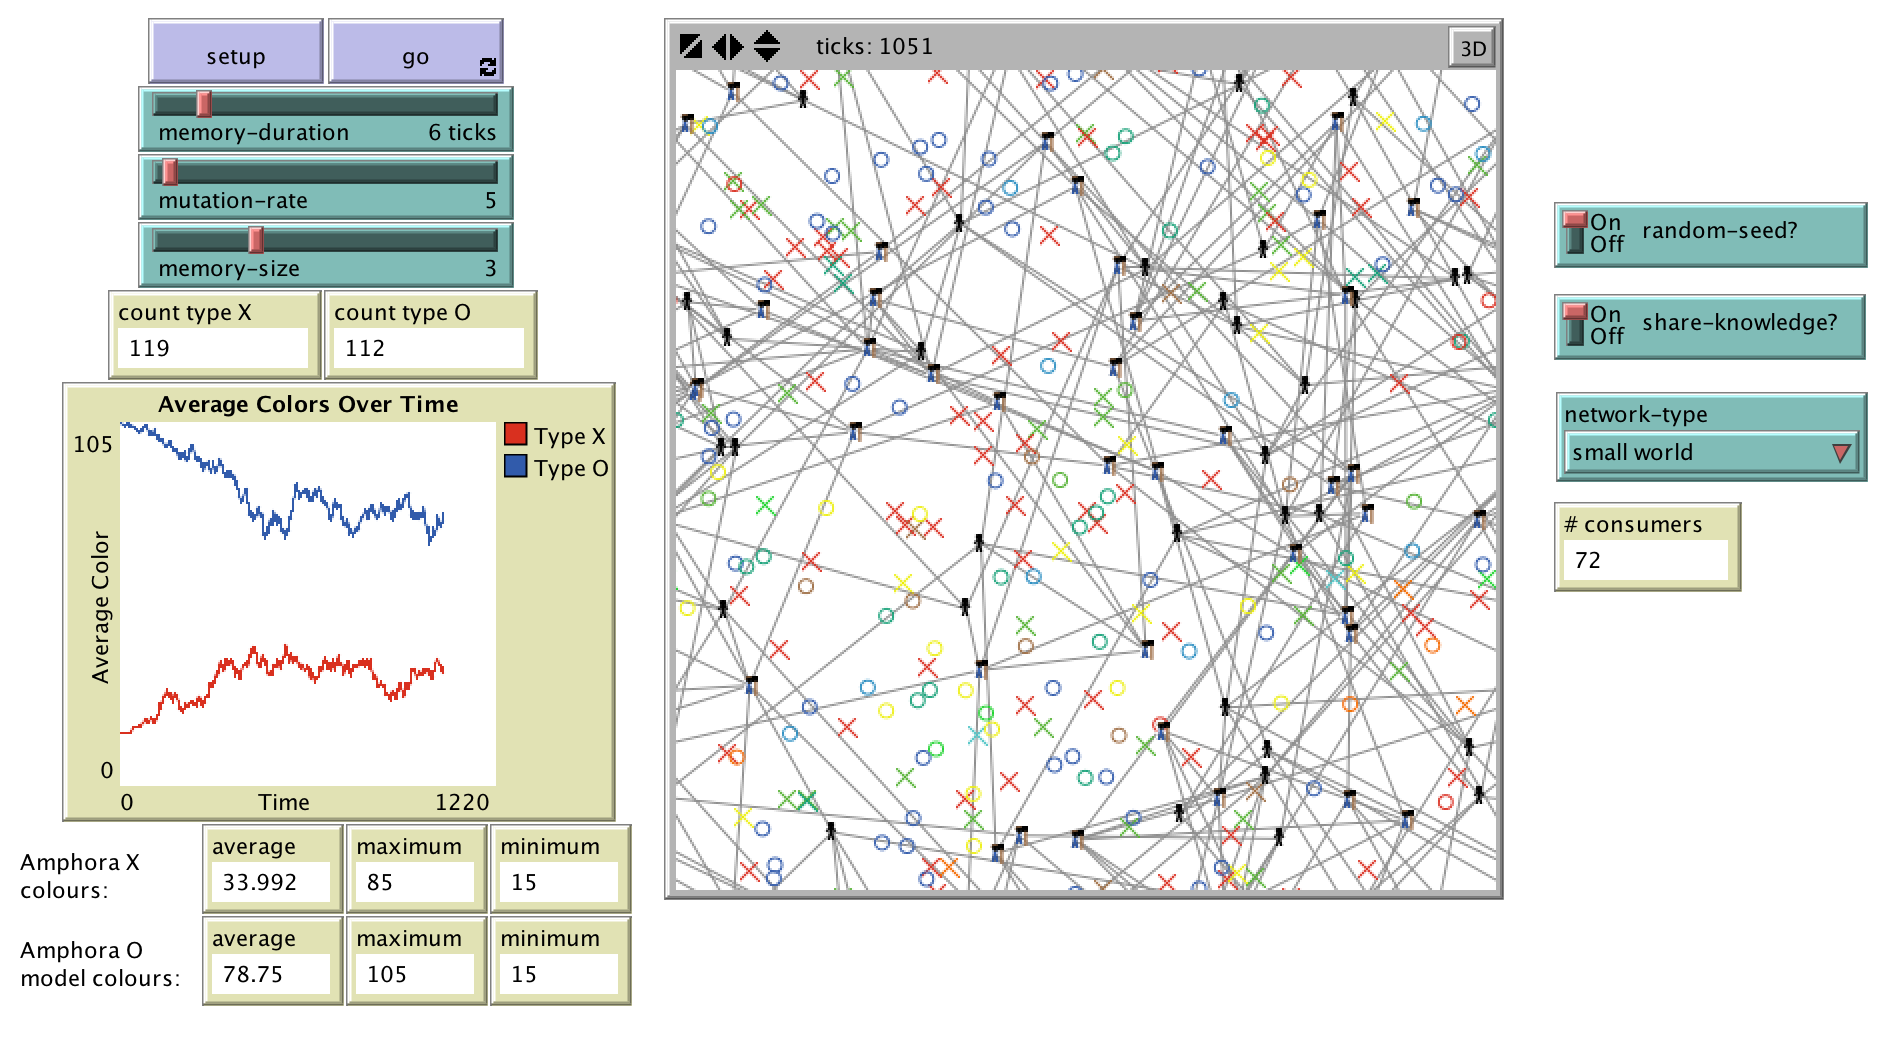 setup
go
memory-duration 6 ticks
mutation-rate 5
memory-size 3
count type X
119
count type O
112
Average Colors Over Time
105
Average Color
0
0
Time
1220
Type X
Type O
Amphora X
colours:
average
33.992
maximum
85
minimum
15
Amphora O
model colours:
average
78.75
maximum
105
minimum
15
ticks: 1051
3D
On
Off
random-seed?
On
Off
share-knowledge?
network-type
small world
# consumers
72